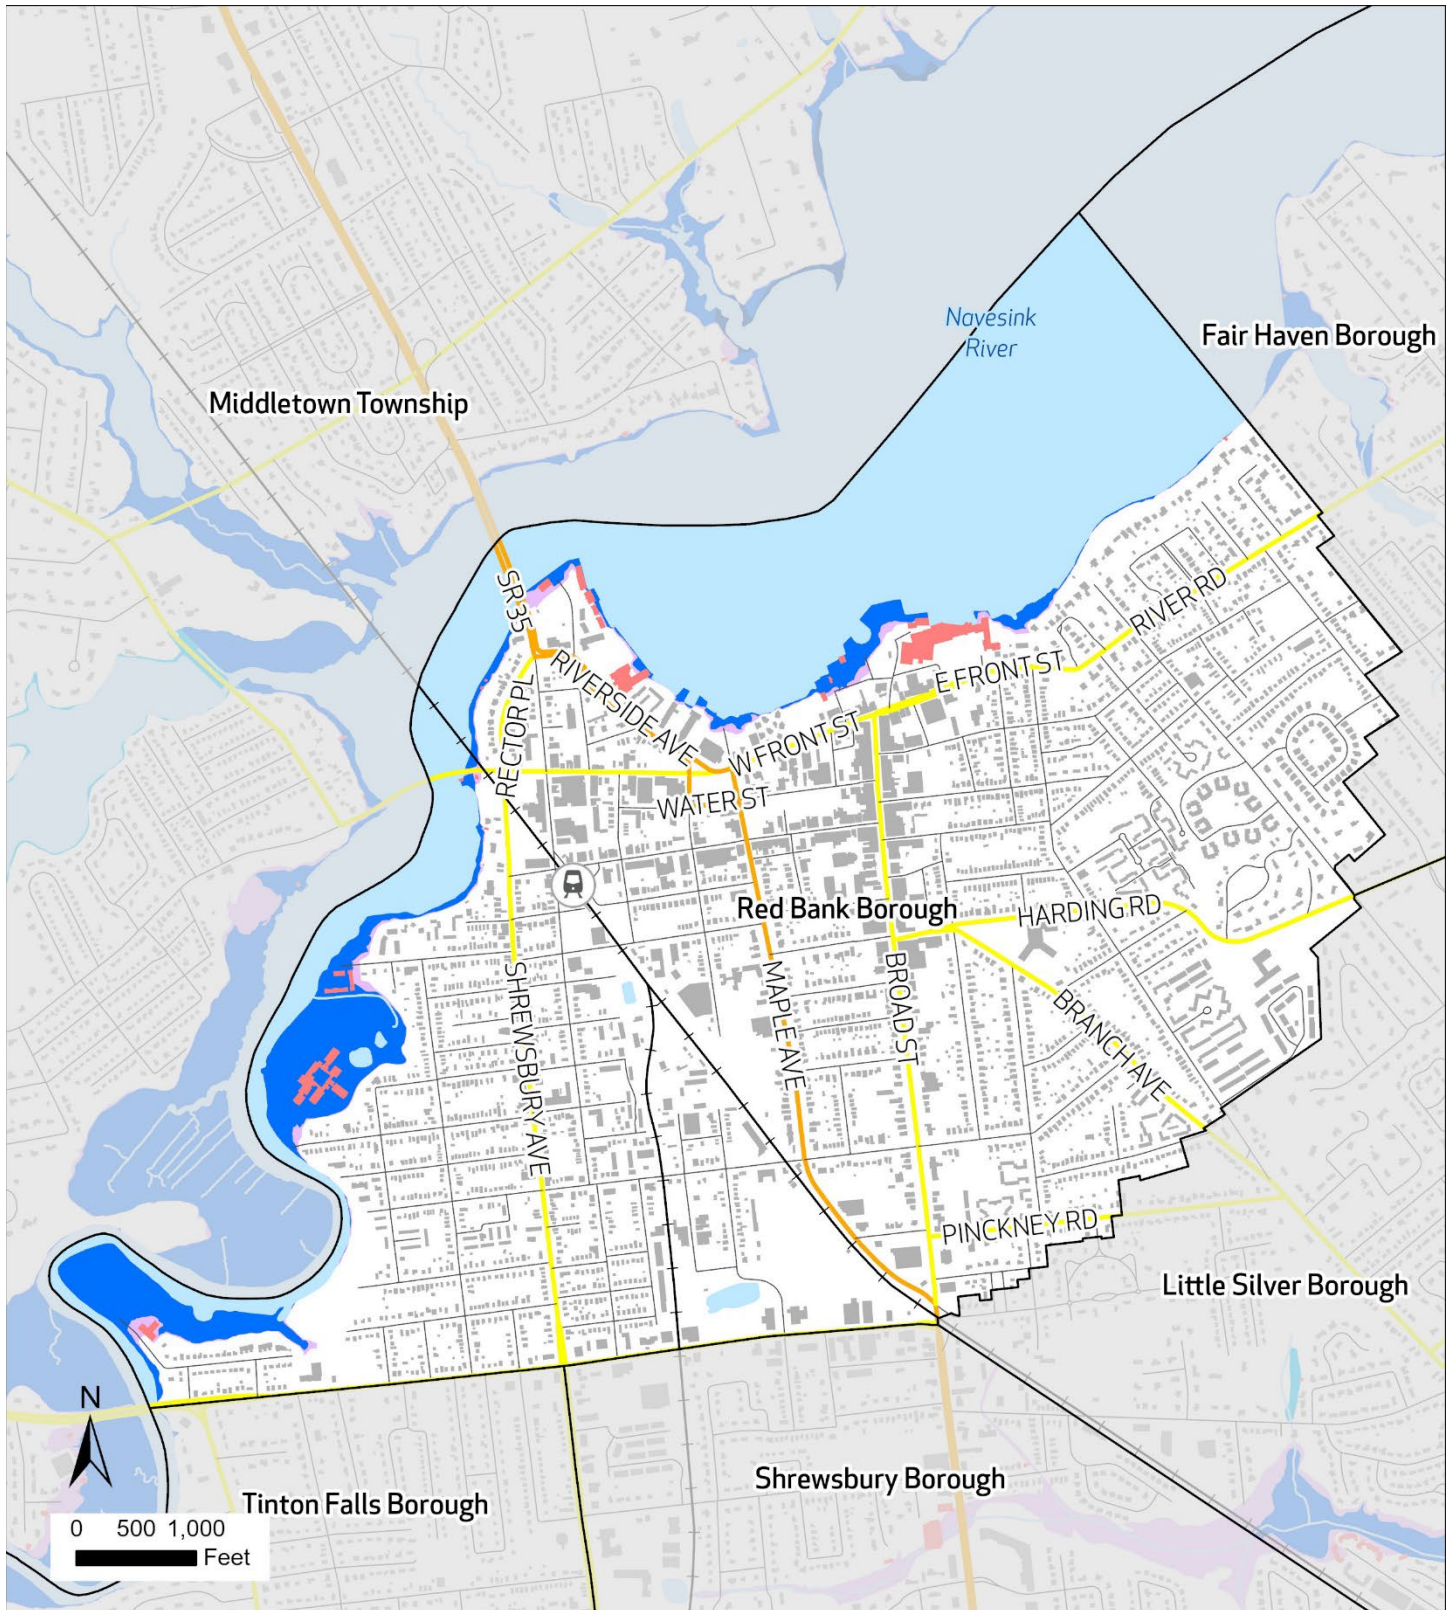 Navesink
River
Fair Haven Borough
Middletown Township
SR 35
RIVER RD
RIVERSIDE AVE
E FRONT ST
RECTOR PL
W FRONT ST
WATER ST
Red Bank Borough
HARDING RD
SHREWSBURY AVE
MAPLE AVE
BROAD ST
BRANCH AVE
PINCKNEY RD
Little Silver Borough
N
Shrewsbury Borough
Tinton Falls Borough
0 500 1,000
Feet